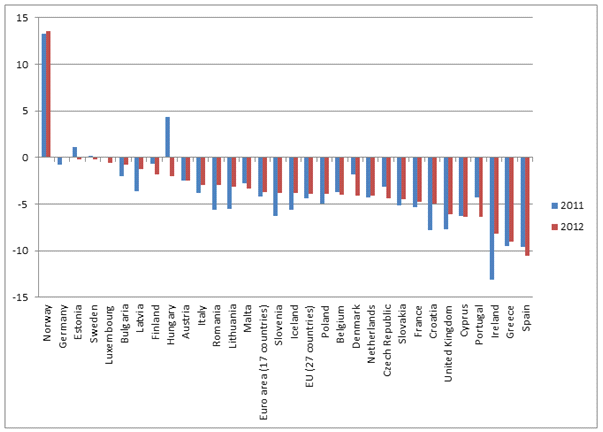 15
10
5
0
-5
-10
-15
Norway
Germany
Estonia
Sweden
Luxembourg
Bulgaria
Latvia
Finland
Hungary
Austria
Italy
Romania
Lithuania
Malta
Euro area (17 countries)
Slovenia
Iceland
EU (27 countries)
Poland
Belgium
Denmark
Netherlands
Czech Republic
Slovakia
France
Croatia
United Kingdom
Cyprus
Portugal
Ireland
Greece
Spain
2011
2012